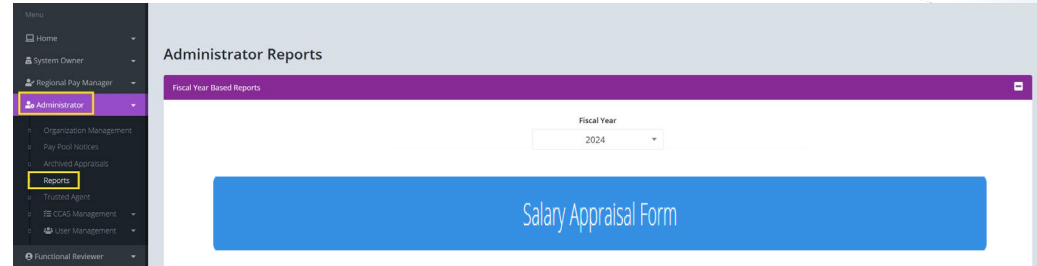 Menu
Home
System Owner
Regional Pay Manager
Administrator
Organization Management
Pay Pool Notices
Archived Appraisals
Reports
Trusted Agent
CCAS Management
User Management
Functional Reviewer
Administrator Reports
Fiscal Year Based Reports
Fiscal Year
2024
Salary Appraisal Form